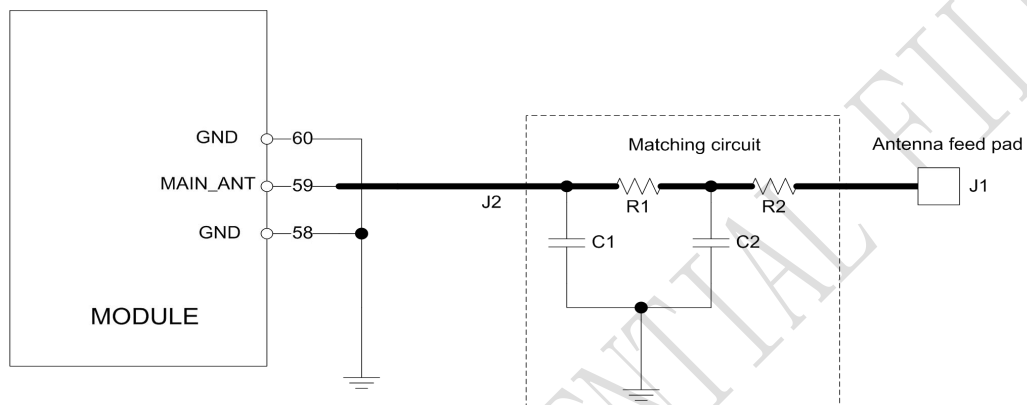 GND
60
MAIN_ANT
59
GND
58
MODULE
J2
Matching circuit
R1
R2
C1
C2
Antenna feed pad
J1